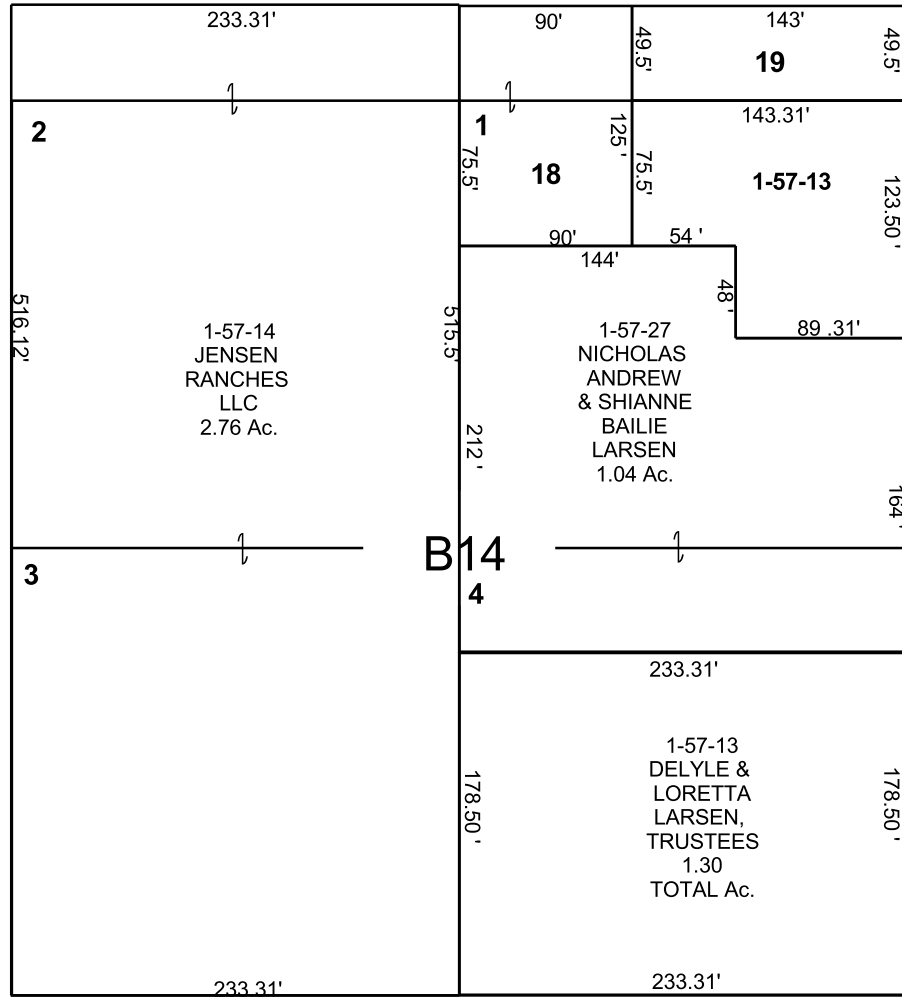 233.31'
90'
143'
49.5'
49.5'
19
2
1
125 '
143.31'
75.5'
18
75.5'
1-57-13
123.50 '
90'
54 '
144'
48 '
516.12'
515.5'
89 .31'
1-57-14
JENSEN
RANCHES
LLC
2.76 Ac.
1-57-27
NICHOLAS
ANDREW
& SHIANNE
BAILIE
LARSEN
1.04 Ac.
212 '
164 '
B14
3
4
233.31'
1-57-13
DELYLE &
LORETTA
LARSEN,
TRUSTEES
1.30
TOTAL Ac.
178.50 '
178.50 '
233.31'
233.31'